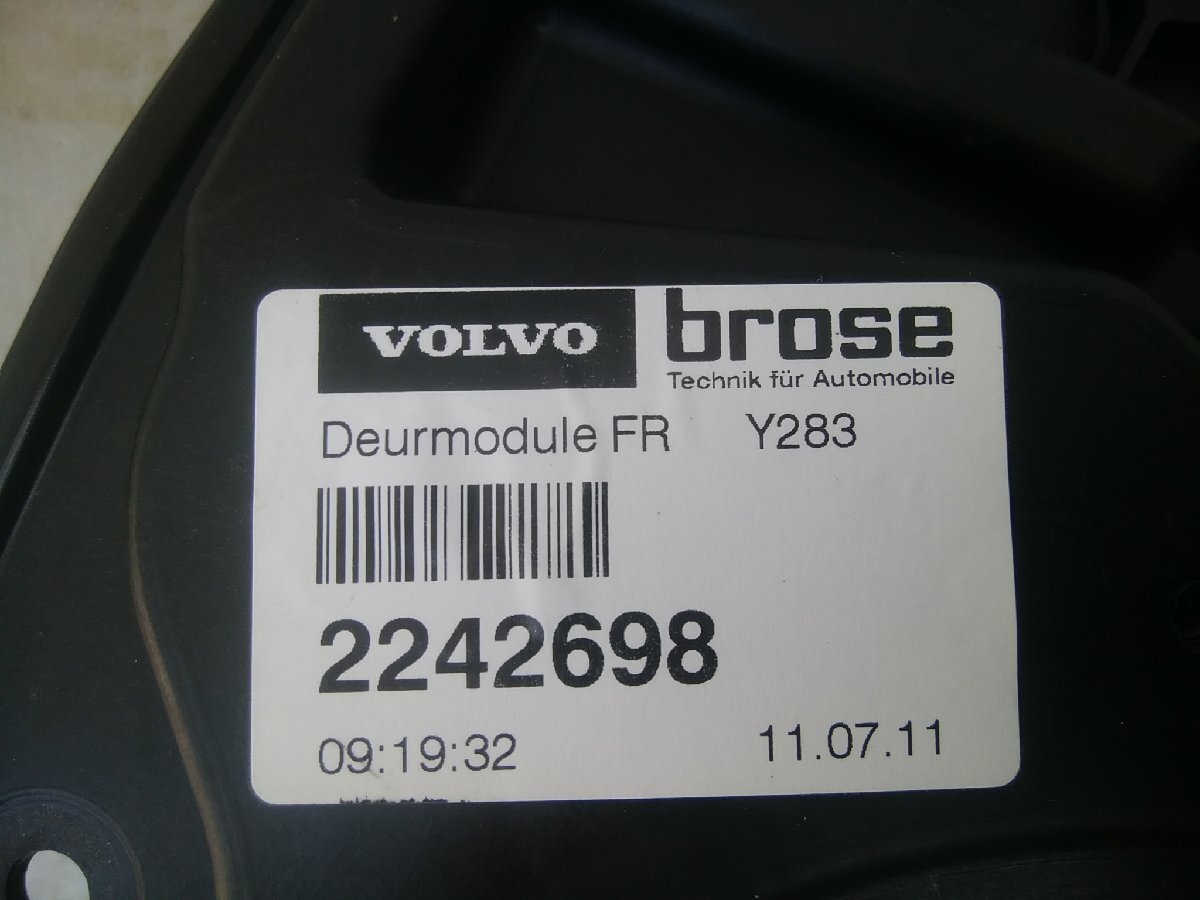 VOLVO brose
Technik für Automobile
Deurmodule FR Y283
2242698
09:19:32 11.07.11